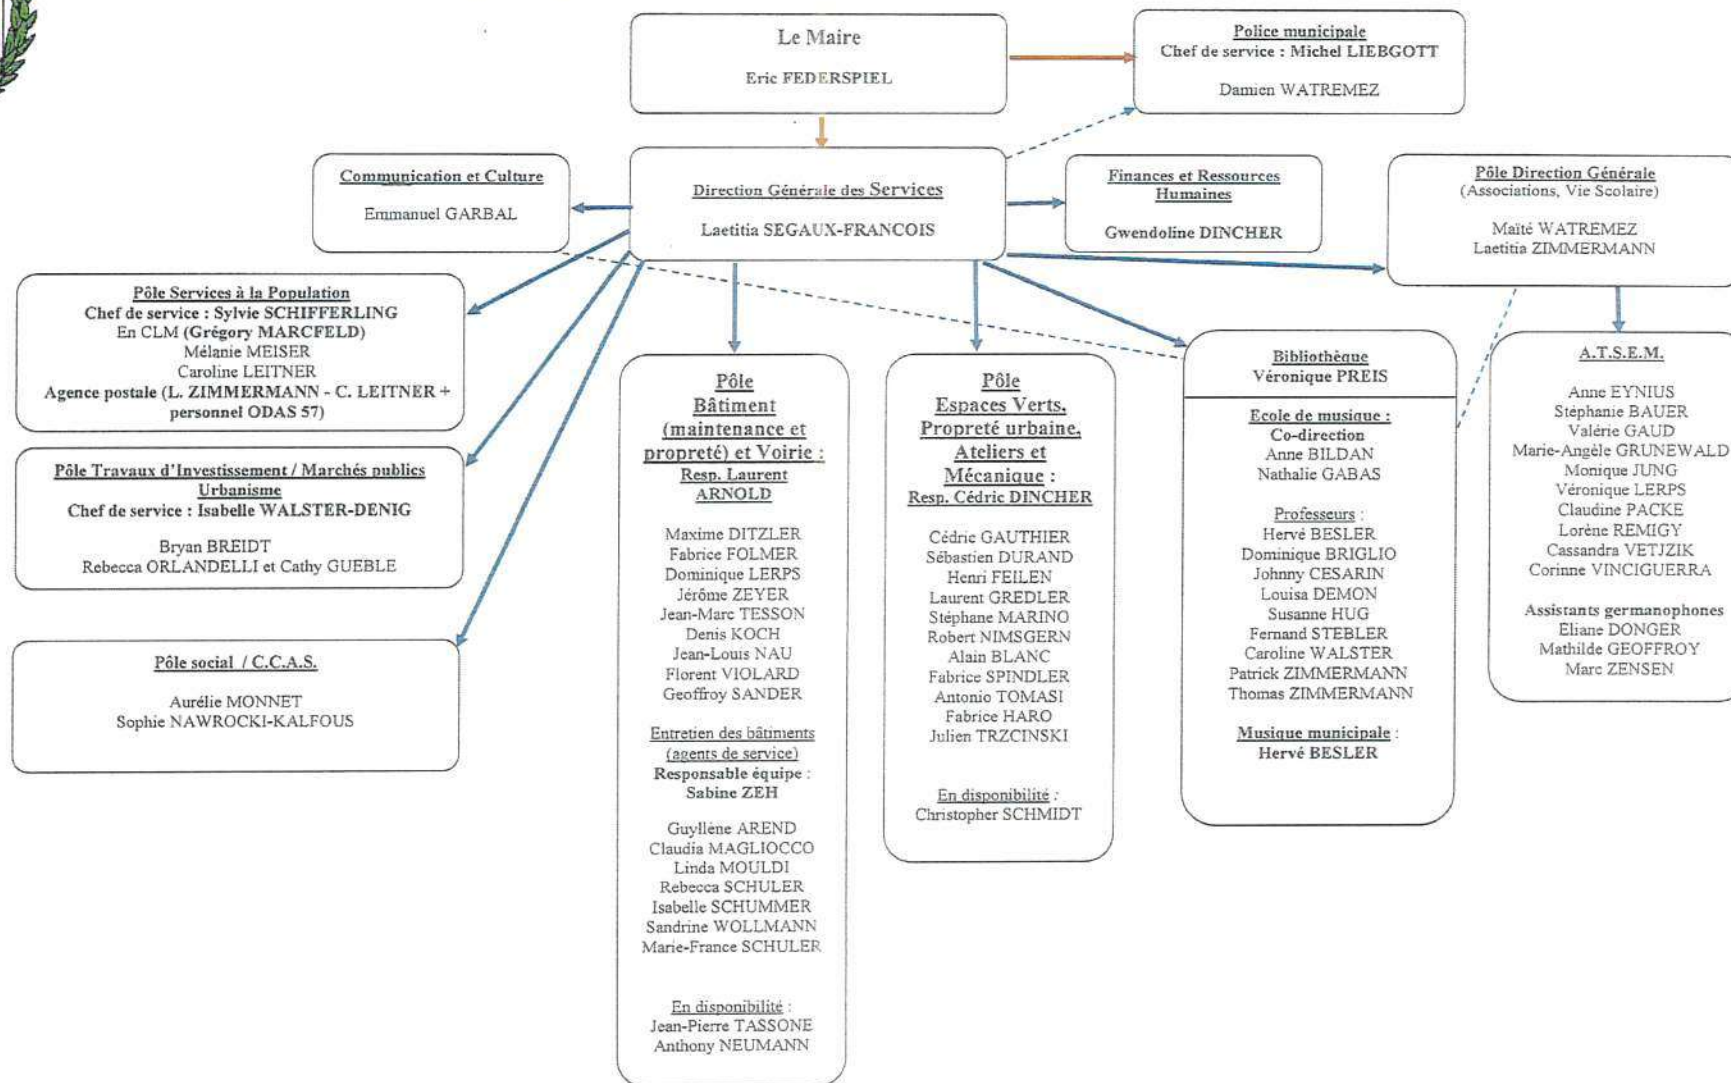 Le Maire
Eric FEDERSPIEL
Police municipale
Chef de service : Michel LIEBGOTT
Damien WATREMEZ
Communication et Culture
Emmanuel GARBAL
Direction Générale des Services
Laetitia SEGAUX-FRANCOIS
Finances et Ressources
Humaines
Gwendoline DINCHER
Pôle Direction Générale
(Associations, Vie Scolaire)
Maïté WATREMEZ
Laetitia ZIMMERMANN
Pôle Services à la Population
Chef de service : Sylvie SCHIFFERLING
En CLM (Grégory MARCFELD)
Mélanie MEISER
Caroline LEITNER
Agence postale (L. ZIMMERMANN - C. LEITNER +
personnel ODAS 57)
Pôle Travaux d'Investissement / Marchés publics
Urbanisme
Chef de service : Isabelle WALSTER-DENIG
Bryan BREIDT
Rebecca ORLANDELLI et Cathy GUEBLE
Pôle social / C.C.A.S.
Aurélie MONNET
Sophie NAWROCKI-KALFOUS
Pôle
Bâtiment
(maintenance et
propreté) et Voirie :
Resp. Laurent
ARNOLD
Maxime DITZLER
Fabrice FOLMER
Dominique LERPS
Jérôme ZEYER
Jean-Marc TESSON
Denis KOCH
Jean-Louis NAU
Florent VIOLARD
Geoffroy SANDER
Entretien des bâtiments
(agents de service)
Responsable équipe :
Sabine ZEH
Guylléne AREND
Claudia MAGLIOCCO
Linda MOULDI
Rebecca SCHULER
Isabelle SCHUMMER
Sandrine WOLLMANN
Marie-France SCHULER
En disponibilité :
Jean-Pierre TASSONE
Anthony NEUMANN
Pôle
Espaces Verts,
Propreté urbaine,
Ateliers et
Mécanique :
Resp. Cédric DINCHER
Cédric GAUTHIER
Sébastien DURAND
Henri FEILEN
Laurent GREDLER
Stéphane MARINO
Robert NIMSGERN
Alain BLANC
Fabrice SPINDLER
Antonio TOMASI
Fabrice HARO
Julien TRZCINSKI
En disponibilité :
Christopher SCHMIDT
Bibliothèque
Véronique PREIS
Ecole de musique :
Co-direction
Anne BILDAN
Nathalie GABAS
Professeurs :
Hervé BESLER
Dominique BRIGLIO
Johnny CESARIN
Louisa DEMON
Susanne HUG
Fernand STEBLER
Caroline WALSTER
Patrick ZIMMERMANN
Thomas ZIMMERMANN
Musique municipale :
Hervé BESLER
A.T.S.E.M.
Anne EYNIUS
Stéphanie BAUER
Valérie GAUD
Marie-Angèle GRUNEWALD
Monique JUNG
Véronique LERPS
Claudine PACKE
Lorène REMIGY
Cassandra VETJZIK
Corinne VINCIGUERRA
Assistants germanophones
Eliane DONGER
Mathilde GEOFFROY
Marc ZENSEN